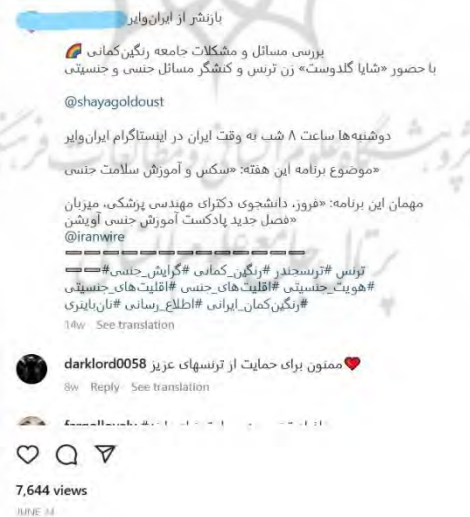 بازنشر از ایران‌وایر
بررسی مسائل و مشکلات جامعه رنگین‌کمانی 🌈
با حضور «شایا گلدوست» زن ترنس و کنشگر مسائل جنسی و جنسیتی
@shayagoldoust
دوشنبه‌ها ساعت ۸ شب به وقت ایران در اینستاگرام ایران‌وایر
«موضوع برنامه این هفته: «سکس و آموزش سلامت جنسی
مهمان این برنامه: «فروز، دانشجوی دکترای مهندسی پزشکی، میزبان
«فصل جدید پادکست آموزش جنسی آویشن
@iranwire
ترنس #ترنسجندر #رنگین_کمانی #گرایش_جنسی#
#هویت_جنسیتی #اقلیت‌های_جنسی #اقلیت‌های_جنسیتی
#رنگین‌کمان_ایرانی #اطلاع_رسانی #نان‌باینری
14w See translation
darklord0058 ممنون برای حمایت از ترنسهای عزیز ❤️
8w Reply See translation
7,644 views
JUNE